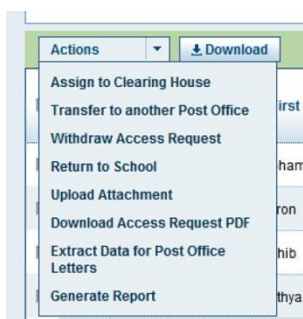 Actions Download
Assign to Clearing House
Transfer to another Post Office
Withdraw Access Request
Return to School
Upload Attachment
Download Access Request PDF
Extract Data for Post Office
Letters
Generate Report